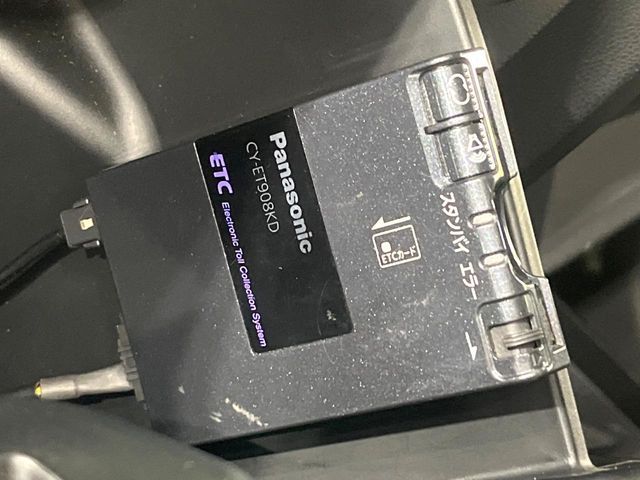 Panasonic
CY-ET908KD
ETC Electronic Toll Collection System
ETCカード
スタンバイ エラー